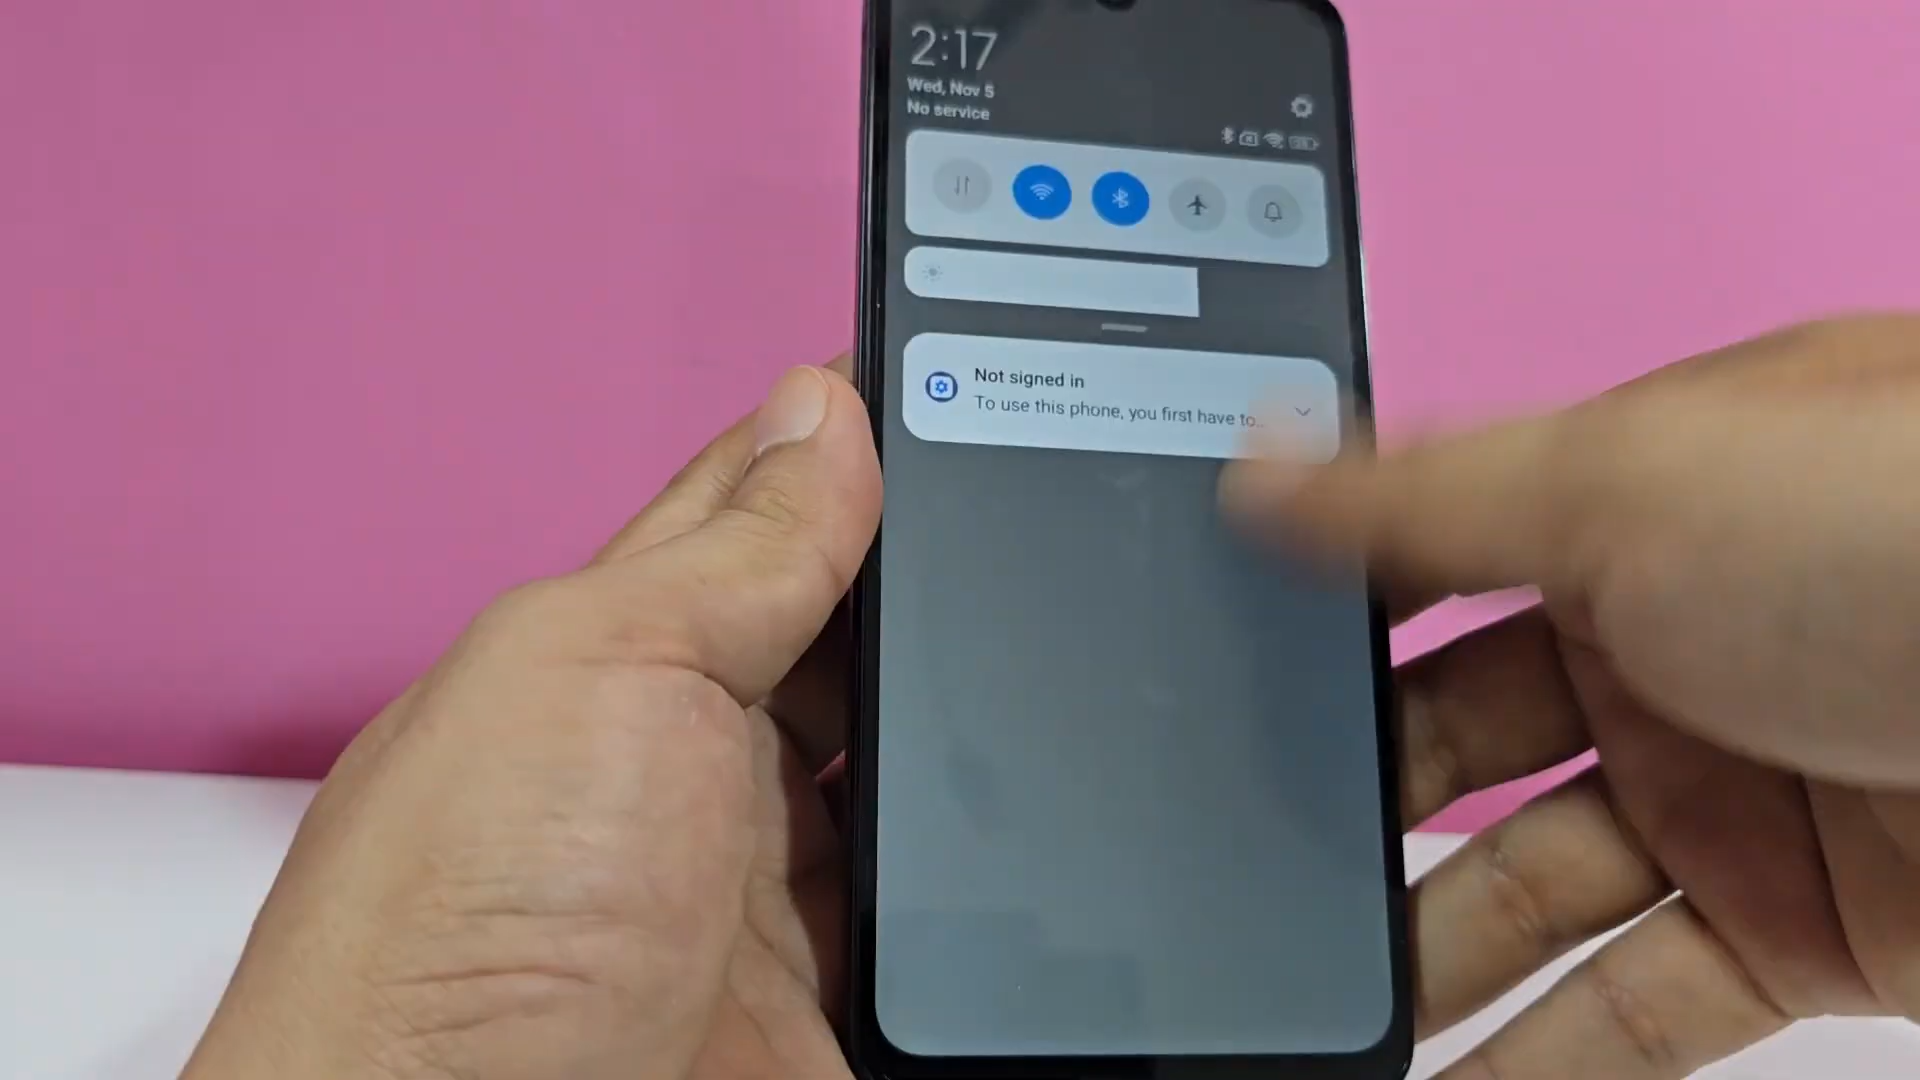 2:17
Wed, Nov 5
No service
Not signed in
To use this phone, you first have to...